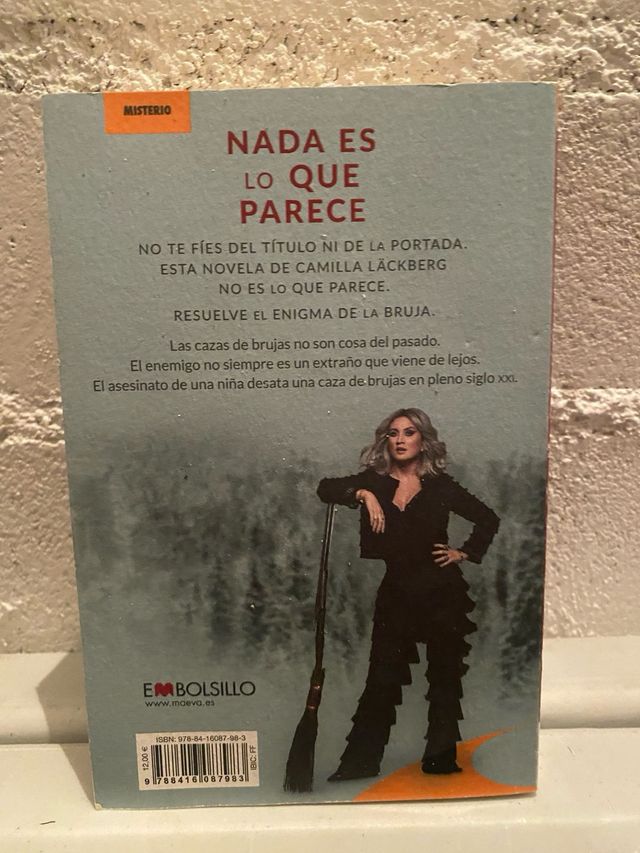 MISTERIO
NADA ES
LO QUE
PARECE
NO TE FÍES DEL TÍTULO NI DE LA PORTADA.
ESTA NOVELA DE CAMILLA LÄCKBERG
NO ES LO QUE PARECE.
RESUELVE EL ENIGMA DE LA BRUJA.
Las cazas de brujas no son cosa del pasado.
El enemigo no siempre es un extraño que viene de lejos.
El asesinato de una niña desata una caza de brujas en pleno siglo XXI.
EMBOLSILLO
www.maeva.es
ISBN: 978-84-16087-98-3
12,00 €
IBIC: FF
9 788416 087983